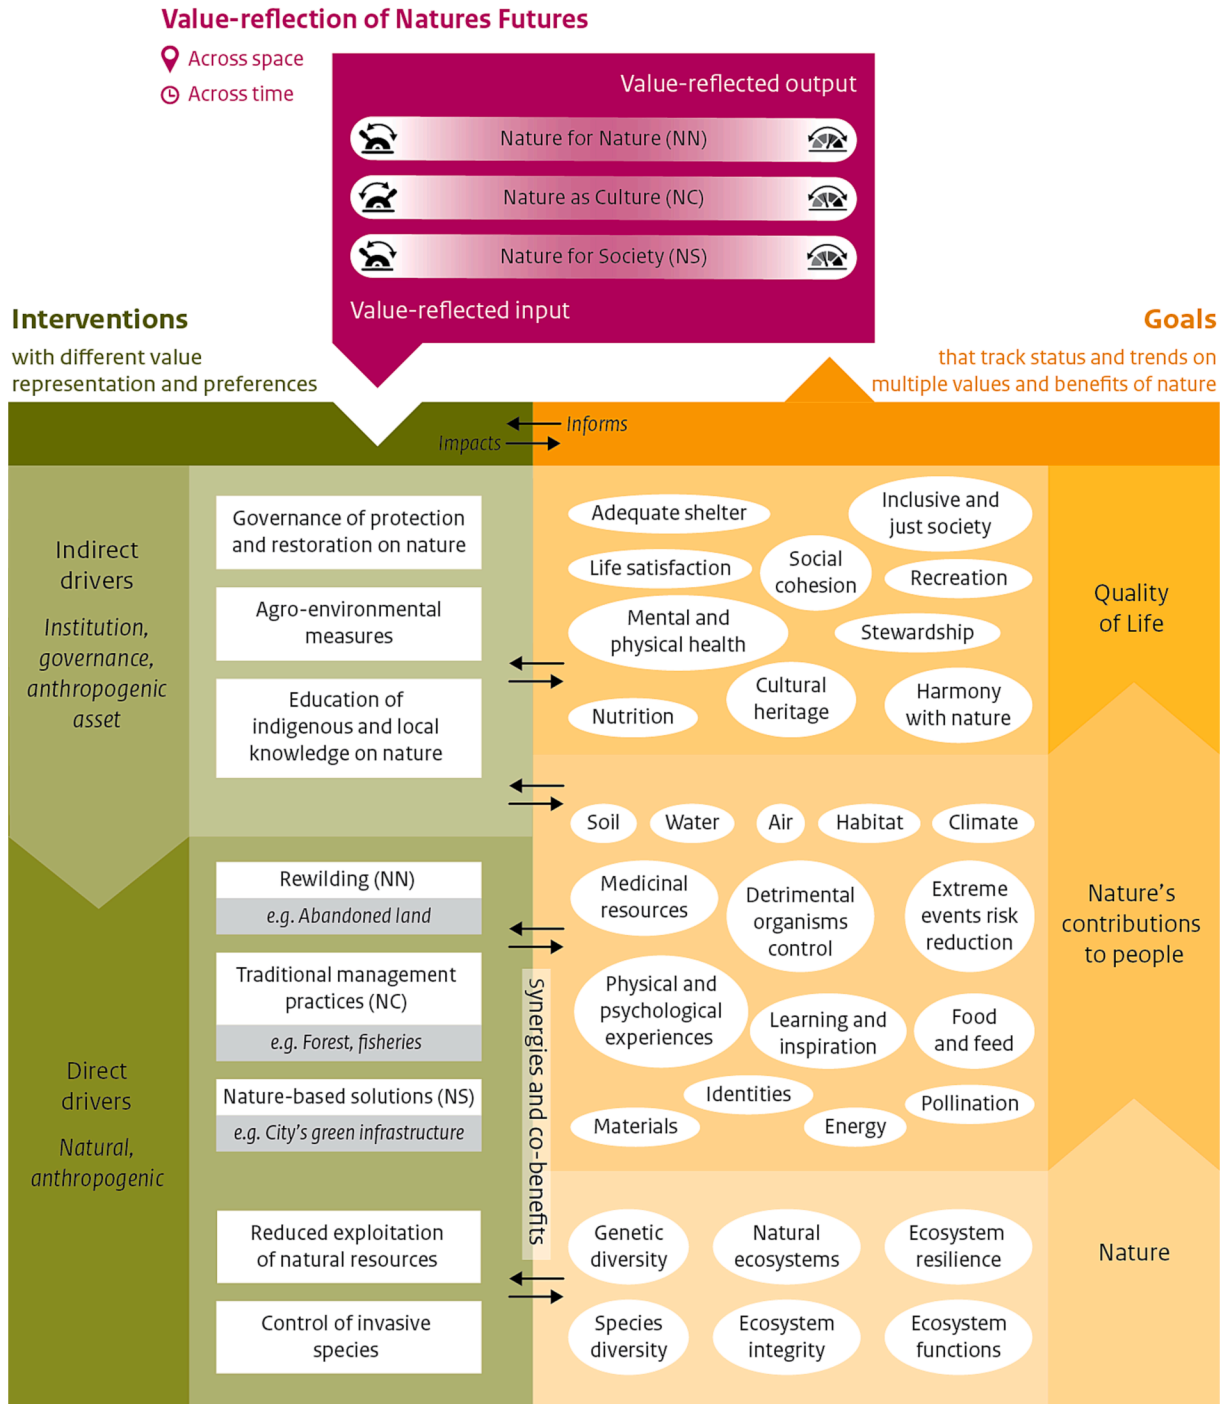 Value-reflection of Natures Futures
Across space
Across time
Value-reflected output
Nature for Nature (NN)
Nature as Culture (NC)
Nature for Society (NS)
Value-reflected input
Interventions
with different value
representation and preferences
Goals
that track status and trends on
multiple values and benefits of nature
Informs
Impacts
Indirect
drivers
Institution,
governance,
anthropogenic
asset
Governance of protection
and restoration on nature
Agro-environmental
measures
Education of
indigenous and local
knowledge on nature
Adequate shelter
Inclusive and
just society
Life satisfaction
Social
cohesion
Recreation
Mental and
physical health
Stewardship
Nutrition
Cultural
heritage
Harmony
with nature
Quality
of Life
Direct
drivers
Natural,
anthropogenic
Rewilding (NN)
e.g. Abandoned land
Traditional management
practices (NC)
e.g. Forest, fisheries
Nature-based solutions (NS)
e.g. City's green infrastructure
Reduced exploitation
of natural resources
Control of invasive
species
Synergies and co-benefits
Soil
Water
Air
Habitat
Climate
Medicinal
resources
Detrimental
organisms
control
Extreme
events risk
reduction
Physical and
psychological
experiences
Learning and
inspiration
Food
and feed
Identities
Pollination
Materials
Energy
Nature's
contributions
to people
Genetic
diversity
Natural
ecosystems
Ecosystem
resilience
Species
diversity
Ecosystem
integrity
Ecosystem
functions
Nature